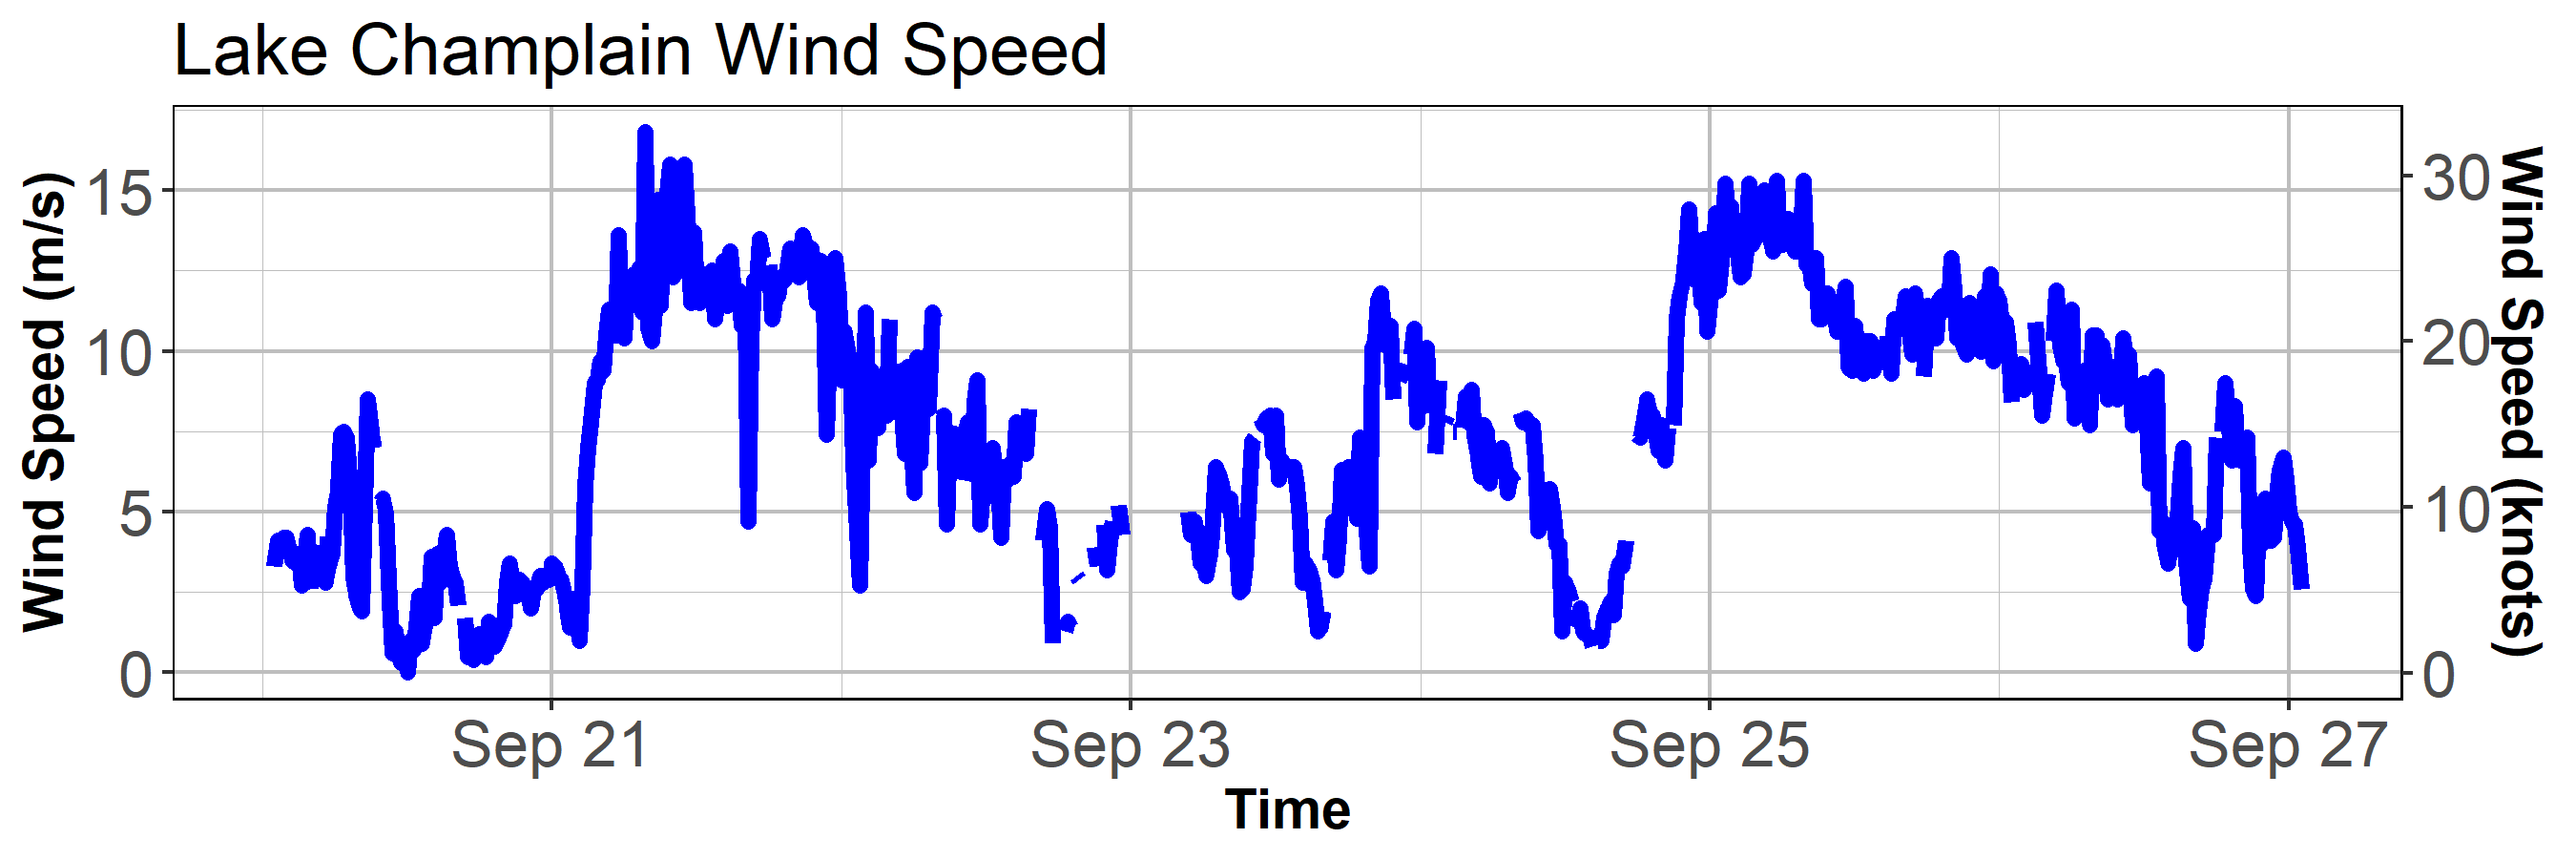 Lake Champlain Wind Speed
Wind Speed (m/s)
15
10
5
0
30
20
10
0
Wind Speed (knots)
Sep 21
Sep 23
Sep 25
Sep 27
Time